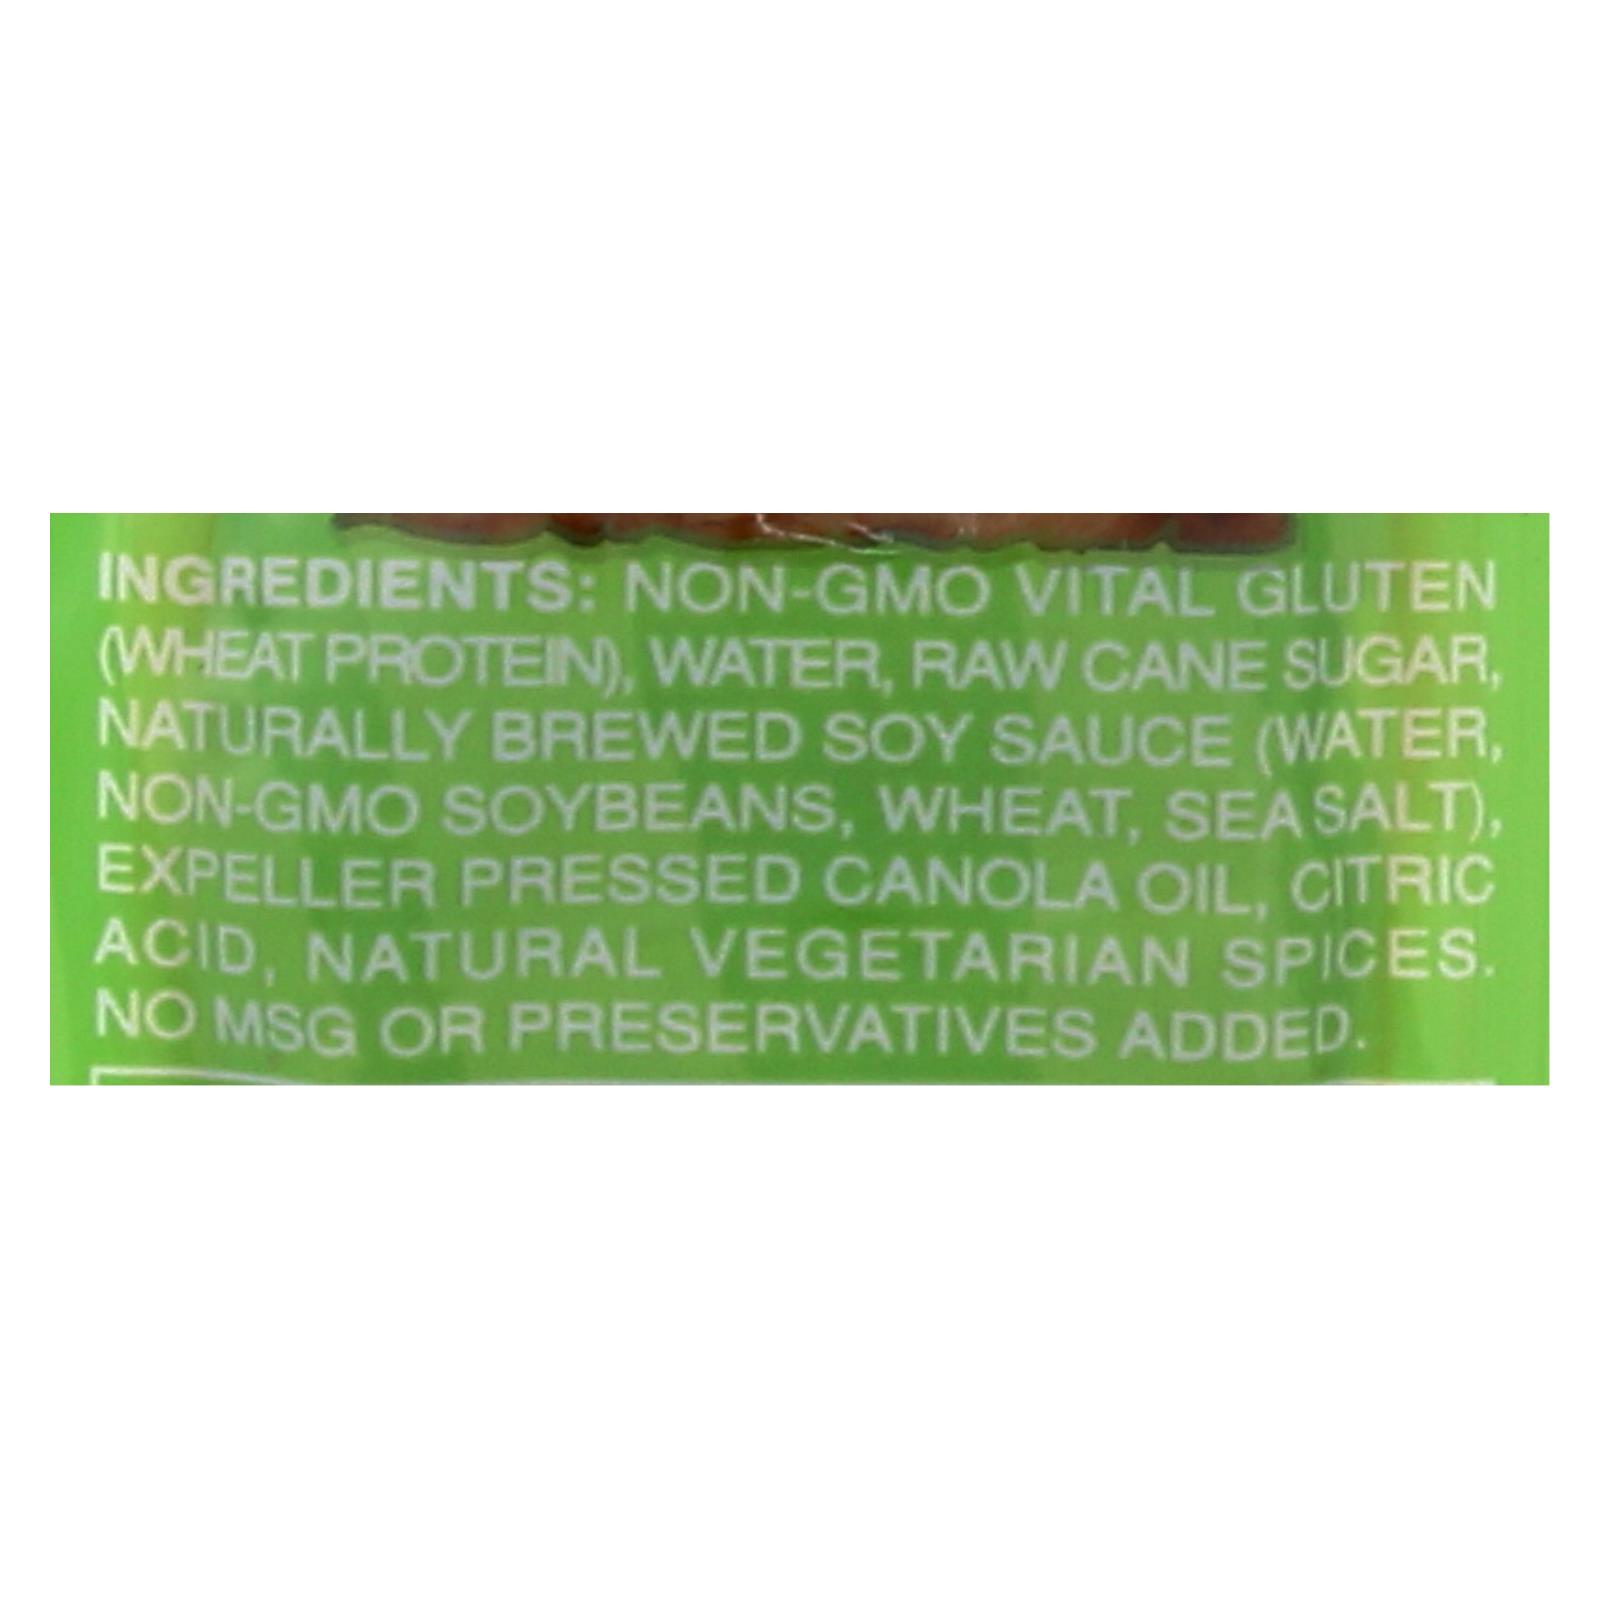 INGREDIENTS: NON-GMO VITAL GLUTEN
(WHEAT PROTEIN), WATER, RAW CANE SUGAR,
NATURALLY BREWED SOY SAUCE (WATER,
NON-GMO SOYBEANS, WHEAT, SEA SALT),
EXPELLER PRESSED CANOLA OIL, CITRIC
ACID, NATURAL VEGETARIAN SPICES.
NO MSG OR PRESERVATIVES ADDED.